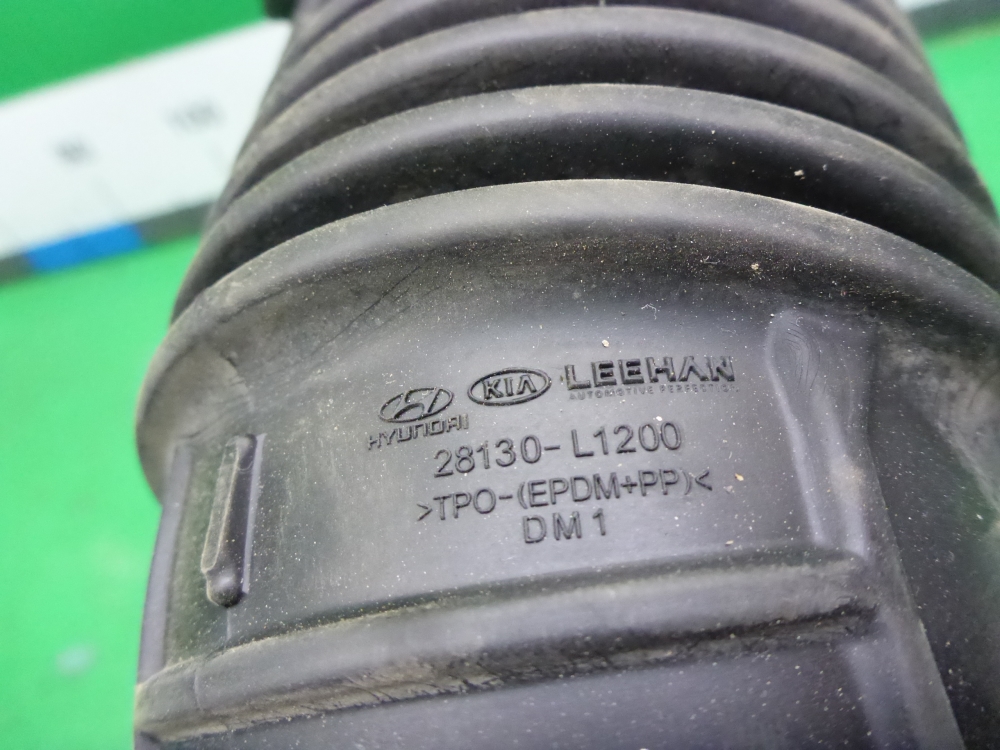 HYUNDAI KIA LEEHAN
AUTOMOTIVE PERFECTION
28130-L1200
>TPO-(EPDM+PP)<
DM1